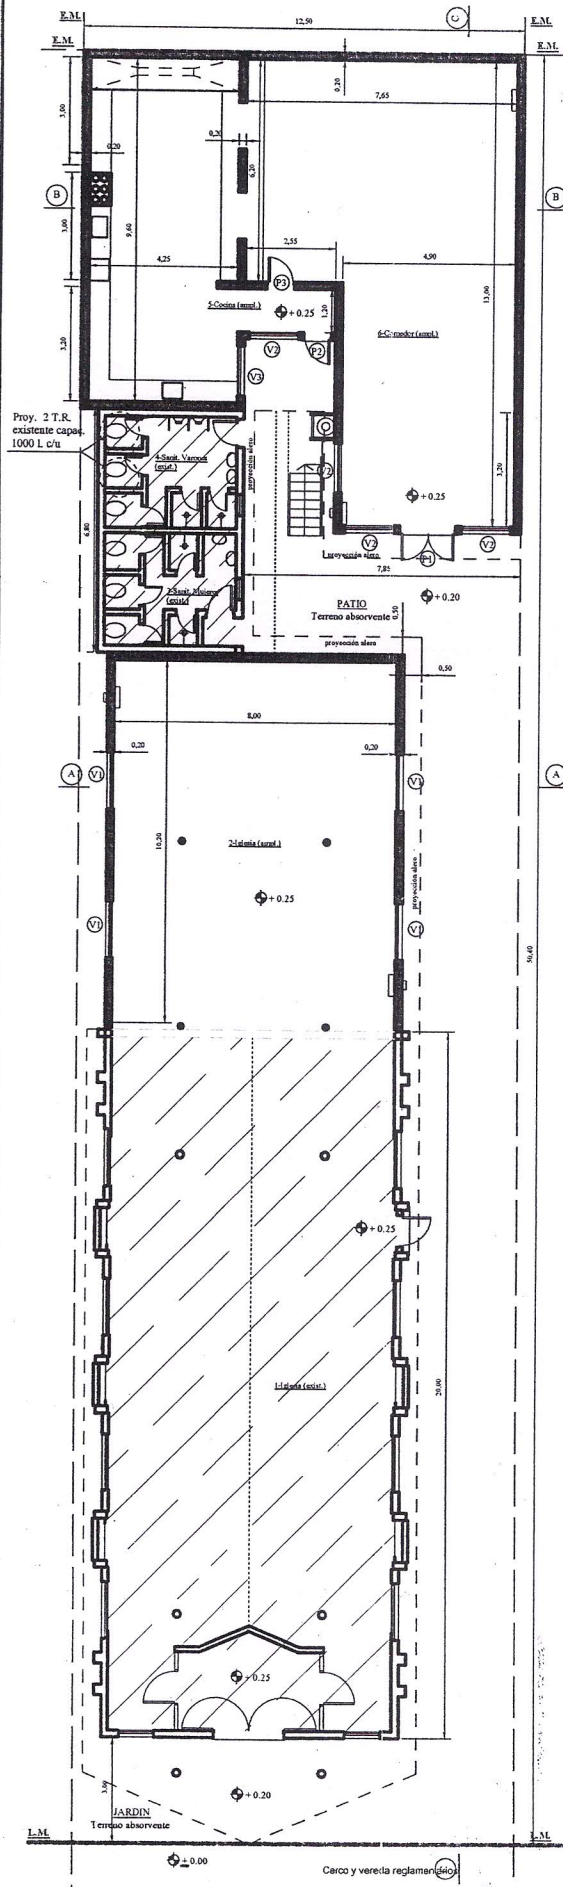 E.M.
12,50
C
E.M.
E.M.
E.M.
0,20
7,65
3,00
0,20
0,20
6,20
B
B
9,60
3,00
2,55
4,25
4,90
P3
13,00
5-Cocina (ampl.)
+ 0.25
1,20
6-Comedor (ampl.)
3,20
V2
P2
V3
Proy. 2 T.R.
existente capac.
1000 L c/u
4-Sanit. Varones
(exist.)
proyección alero
V2
+ 0.25
3,20
6,80
V2
P1
V2
proyección alero
7,85
3-Sanit. Mujeres
(exist.)
PATIO
Terreno absorvente
0,50
+ 0.20
proyección alero
0,50
8,00
0,20
0,20
A
V1
V1
A
10,20
2-Iglesia (ampl.)
proyección alero
+ 0.25
V1
V1
50,40
+ 0.25
1-Iglesia (exist.)
20,00
+ 0.25
3,00
+ 0.20
JARDIN
Terreno absorvente
L.M.
L.M.
+ 0.00
Cerco y vereda reglamentarios